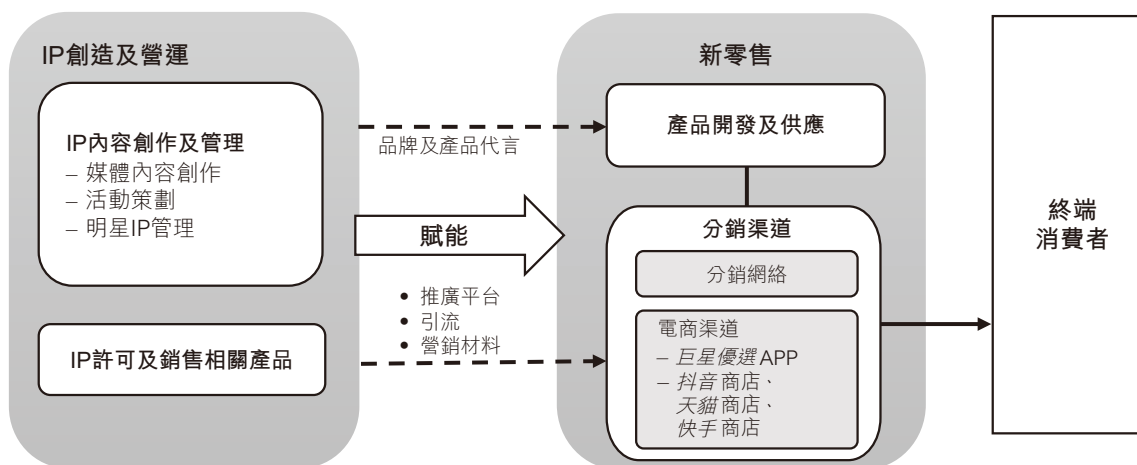 IP創造及營運
IP內容創作及管理
– 媒體內容創作
– 活動策劃
– 明星IP管理
IP許可及銷售相關產品
品牌及產品代言
賦能
• 推廣平台
• 引流
• 營銷材料
新零售
產品開發及供應
分銷渠道
分銷網絡
電商渠道
– 巨星優選 APP
– 抖音 商店、
天貓 商店、
快手 商店
終端
消費者